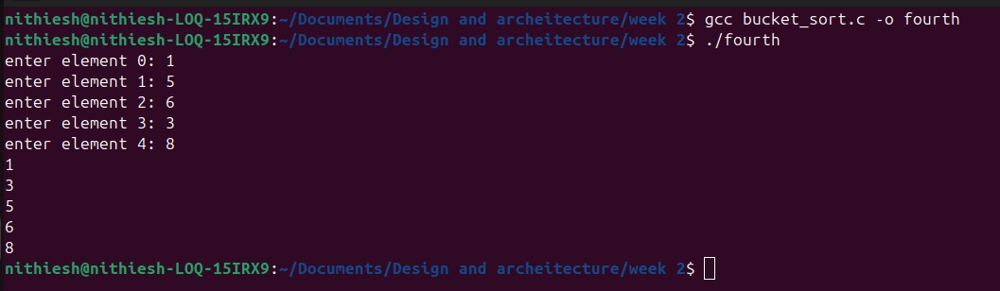 nithiesh@nithiesh-LOQ-15IRX9:~/Documents/Design and archeitecture/week 2$ gcc bucket_sort.c -o fourth
nithiesh@nithiesh-LOQ-15IRX9:~/Documents/Design and archeitecture/week 2$ ./fourth
enter element 0: 1
enter element 1: 5
enter element 2: 6
enter element 3: 3
enter element 4: 8
1
3
5
6
8
nithiesh@nithiesh-LOQ-15IRX9:~/Documents/Design and archeitecture/week 2$